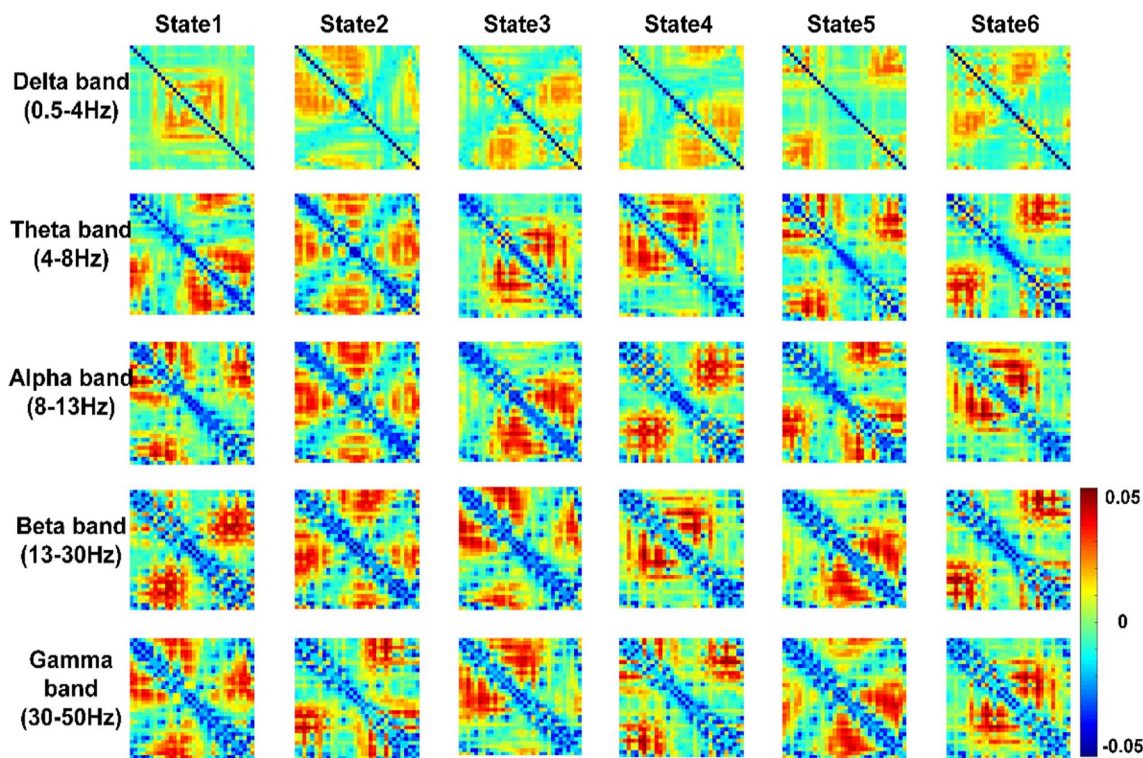 State1 State2 State3 State4 State5 State6
Delta band
(0.5-4Hz)
Theta band
(4-8Hz)
Alpha band
(8-13Hz)
Beta band
(13-30Hz)
0.05
0
-0.05
Gamma
band
(30-50Hz)